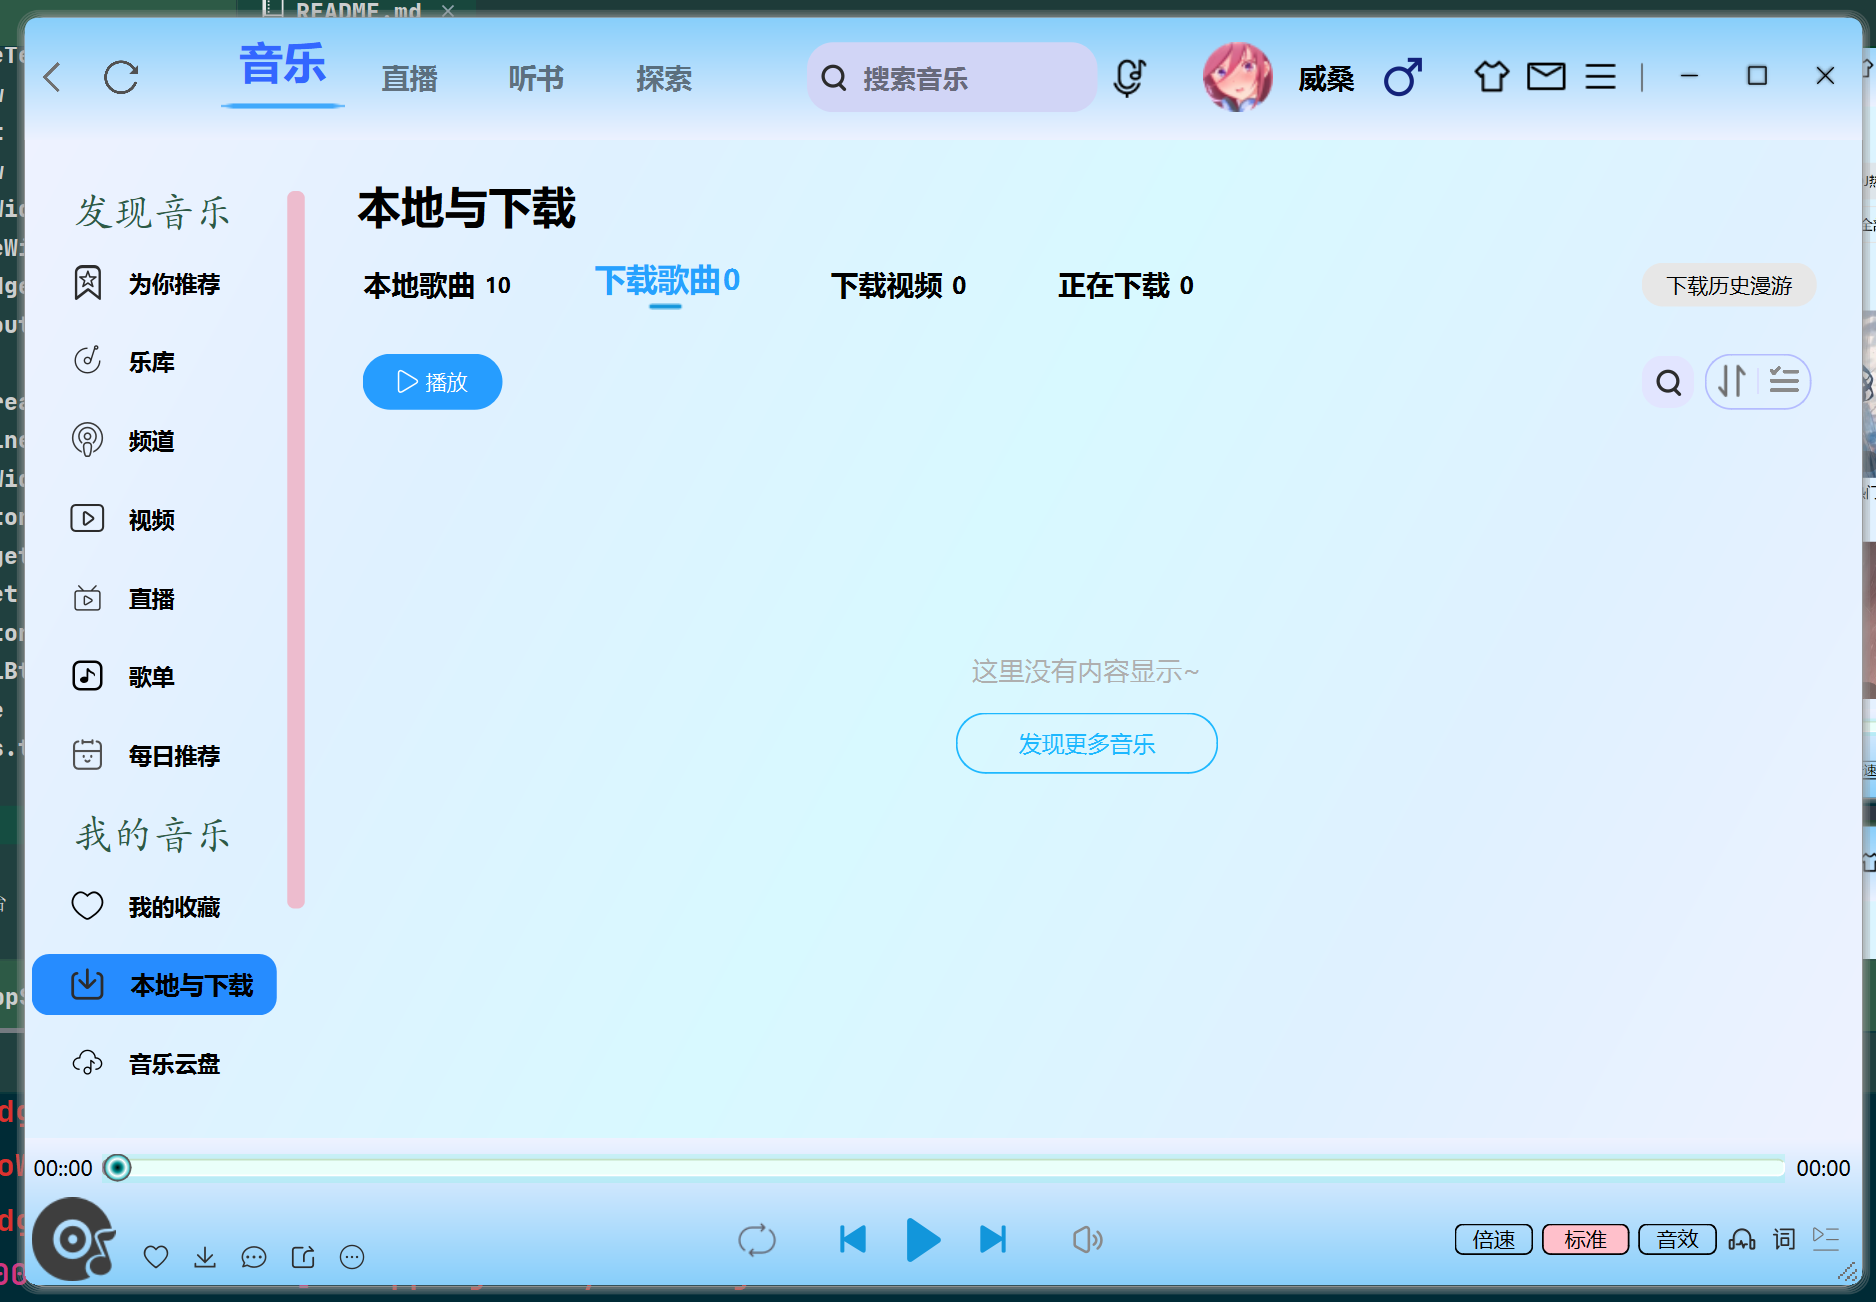 README.md
音乐
直播
听书
探索
搜索音乐
威桑
发现音乐
为你推荐
乐库
频道
视频
直播
歌单
每日推荐
我的音乐
我的收藏
本地与下载
音乐云盘
本地与下载
本地歌曲 10
下载歌曲0
下载视频 0
正在下载 0
下载历史漫游
播放
这里没有内容显示~
发现更多音乐
00::00
00:00
倍速
标准
音效
词